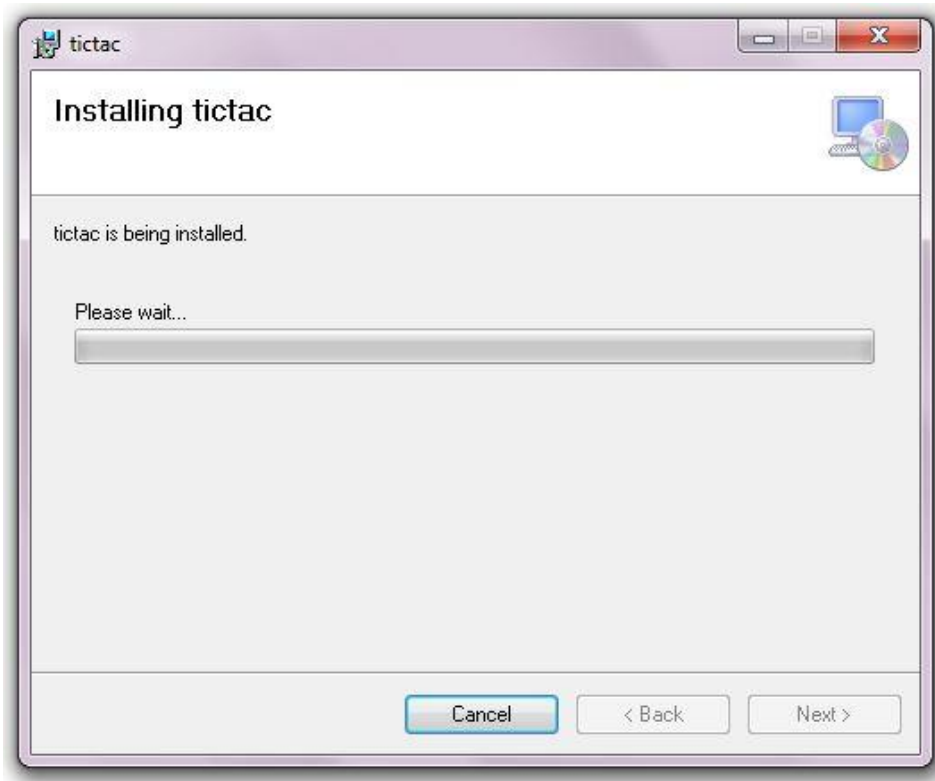 tictac
Installing tictac
tictac is being installed.
Please wait...
Cancel
< Back
Next >